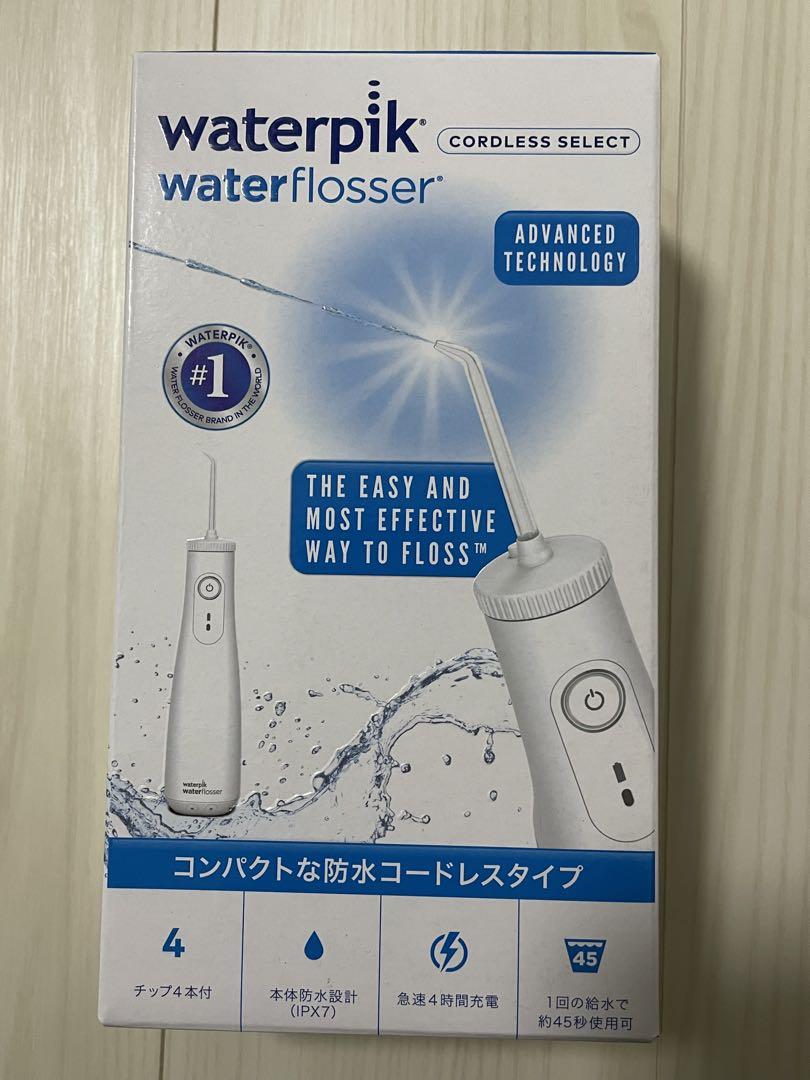 waterpik®
CORDLESS SELECT
waterflosser®
ADVANCED
TECHNOLOGY
WATERPIK®
#1
WATER FLOSSER BRAND IN THE WORLD
THE EASY AND
MOST EFFECTIVE
WAY TO FLOSS™
waterpik
waterflosser
コンパクトな防水コードレスタイプ
4
チップ4本付
本体防水設計
(IPX7)
急速4時間充電
45
1回の給水で
約45秒使用可